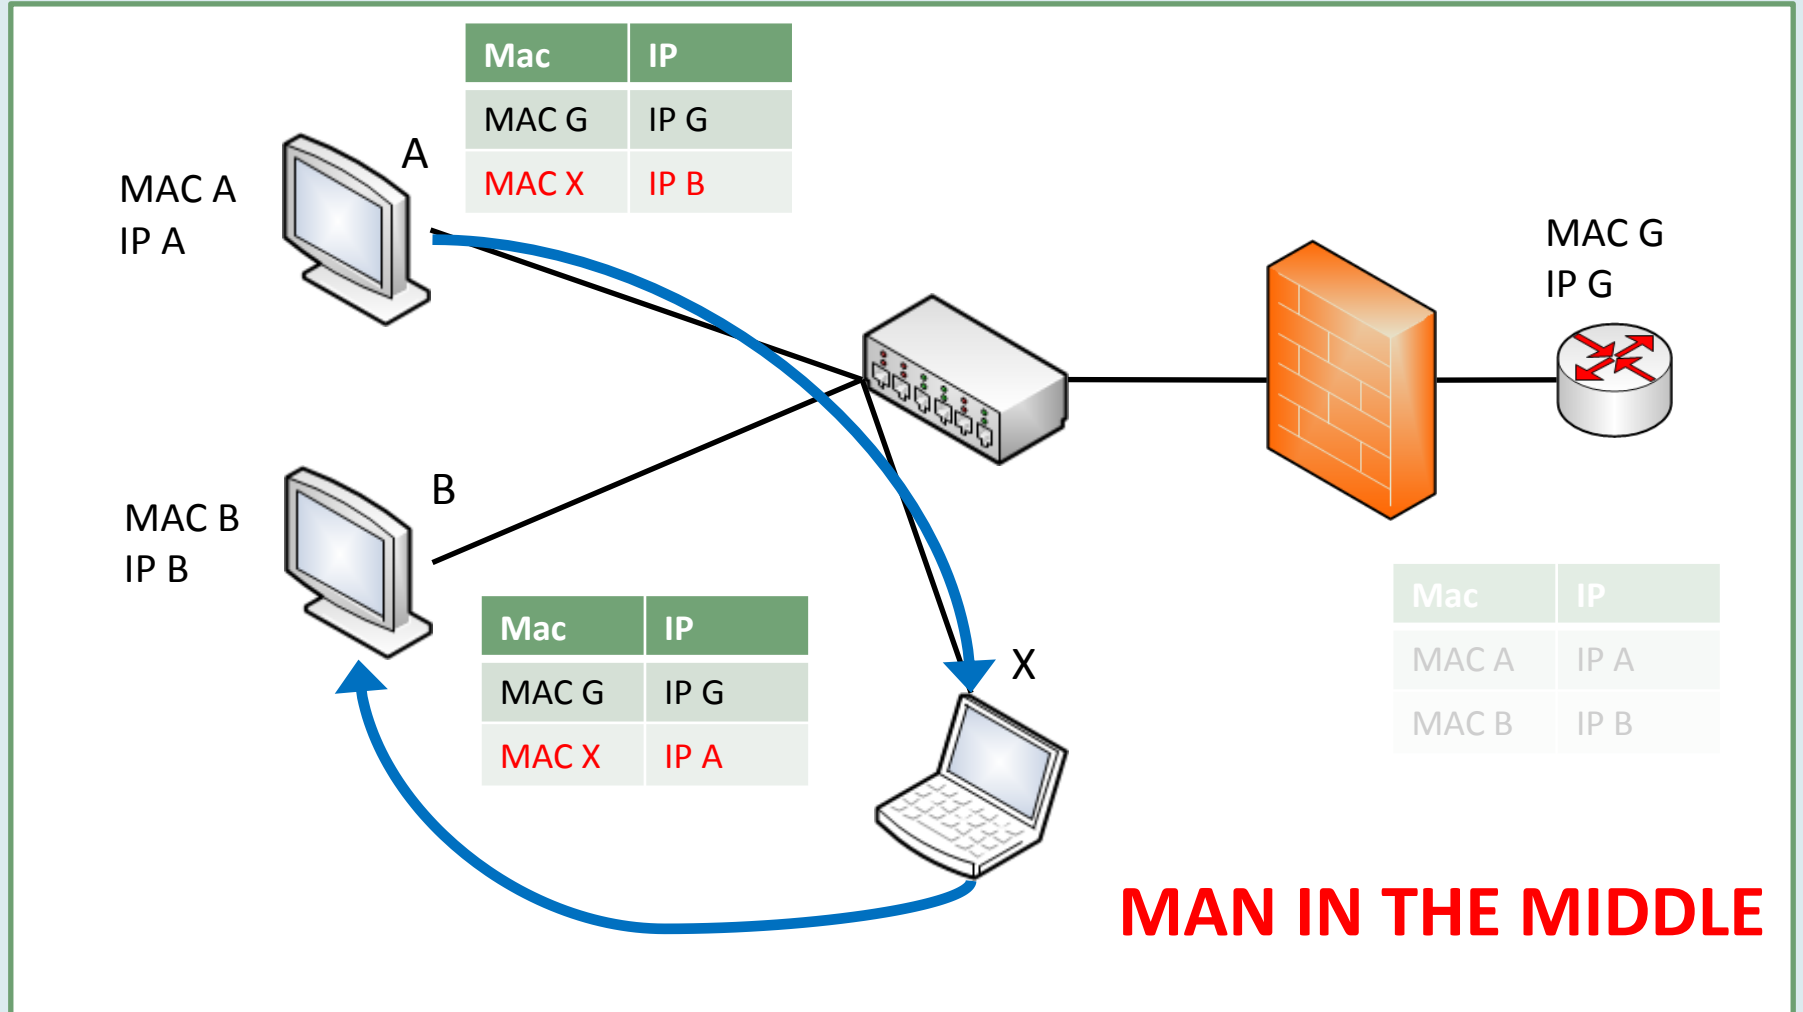 Mac IP
MAC G IP G
MAC X IP B
A
MAC A
IP A
MAC G
IP G
B
MAC B
IP B
Mac IP
MAC G IP G
MAC X IP A
X
Mac IP
MAC A IP A
MAC B IP B
MAN IN THE MIDDLE